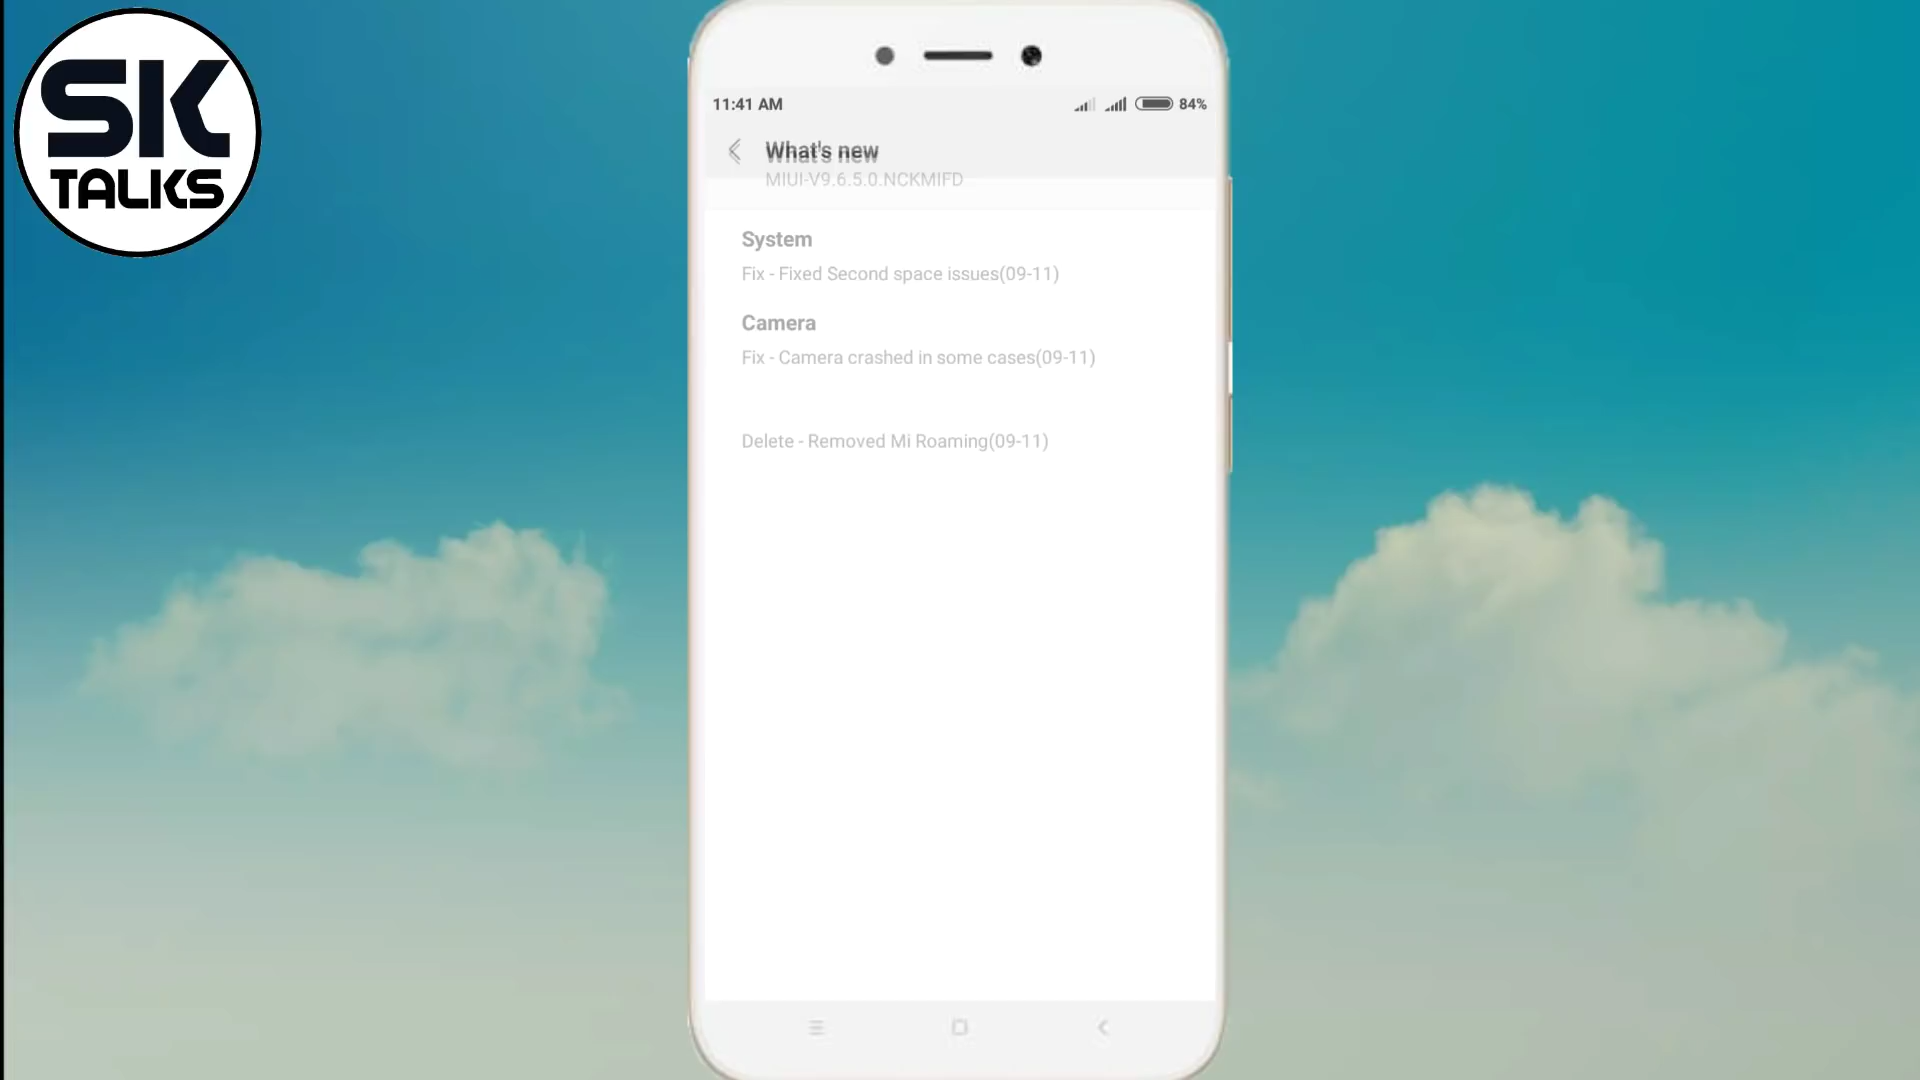 SK
TALKS
11:41 AM
84%
What's new
MIUI-V9.6.5.0.NCKMIFD
System
Fix - Fixed Second space issues(09-11)
Camera
Fix - Camera crashed in some cases(09-11)
Delete - Removed Mi Roaming(09-11)